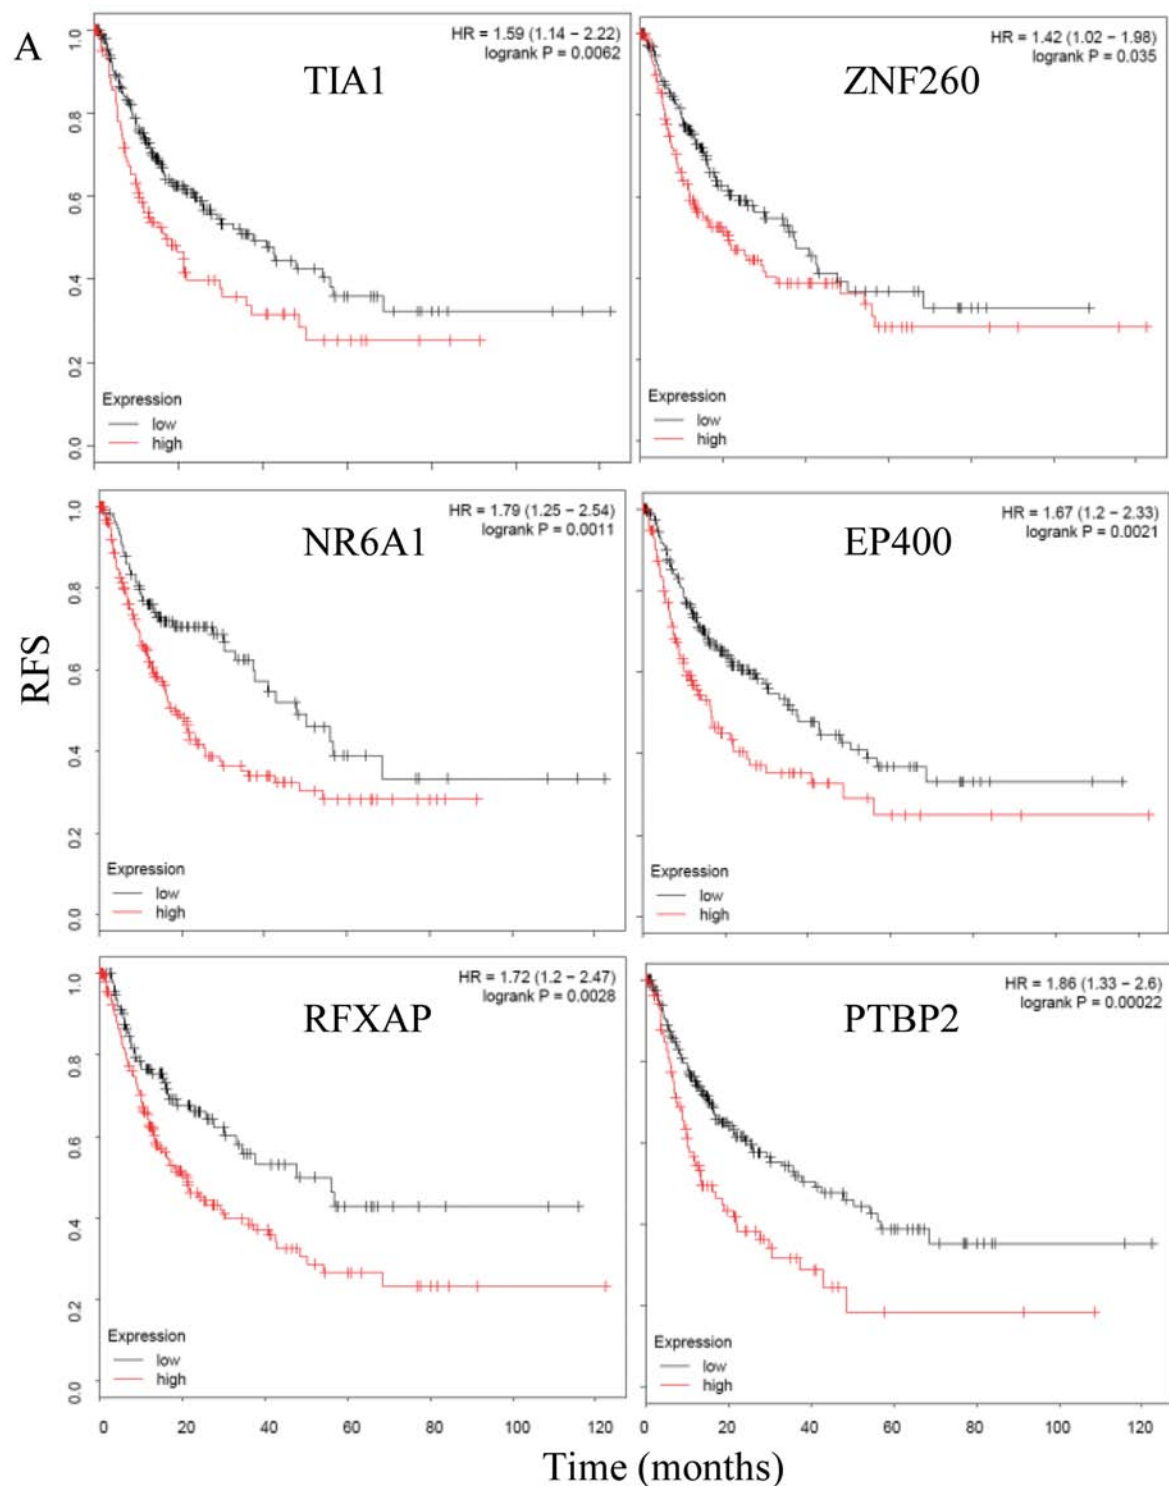 A
HR = 1.59 (1.14 − 2.22)
logrank P = 0.0062
TIA1
1.0
0.8
0.6
0.4
0.2
0.0
Expression
low
high
HR = 1.42 (1.02 − 1.98)
logrank P = 0.035
ZNF260
Expression
low
high
HR = 1.79 (1.25 − 2.54)
logrank P = 0.0011
NR6A1
1.0
0.8
0.6
0.4
0.2
0.0
Expression
low
high
HR = 1.67 (1.2 − 2.33)
logrank P = 0.0021
EP400
Expression
low
high
RFS
HR = 1.72 (1.2 − 2.47)
logrank P = 0.0028
RFXAP
1.0
0.8
0.6
0.4
0.2
0.0
Expression
low
high
0 20 40 60 80 100 120
HR = 1.86 (1.33 − 2.6)
logrank P = 0.00022
PTBP2
Expression
low
high
0 20 40 60 80 100 120
Time (months)